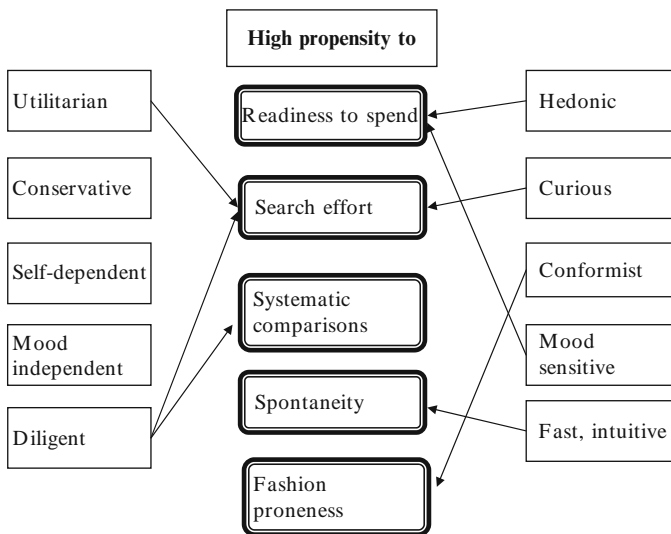 High propensity to
Utilitarian
Conservative
Self-dependent
Mood
independent
Diligent
Readiness to spend
Search effort
Systematic
comparisons
Spontaneity
Fashion
proneness
Hedonic
Curious
Conformist
Mood
sensitive
Fast, intuitive